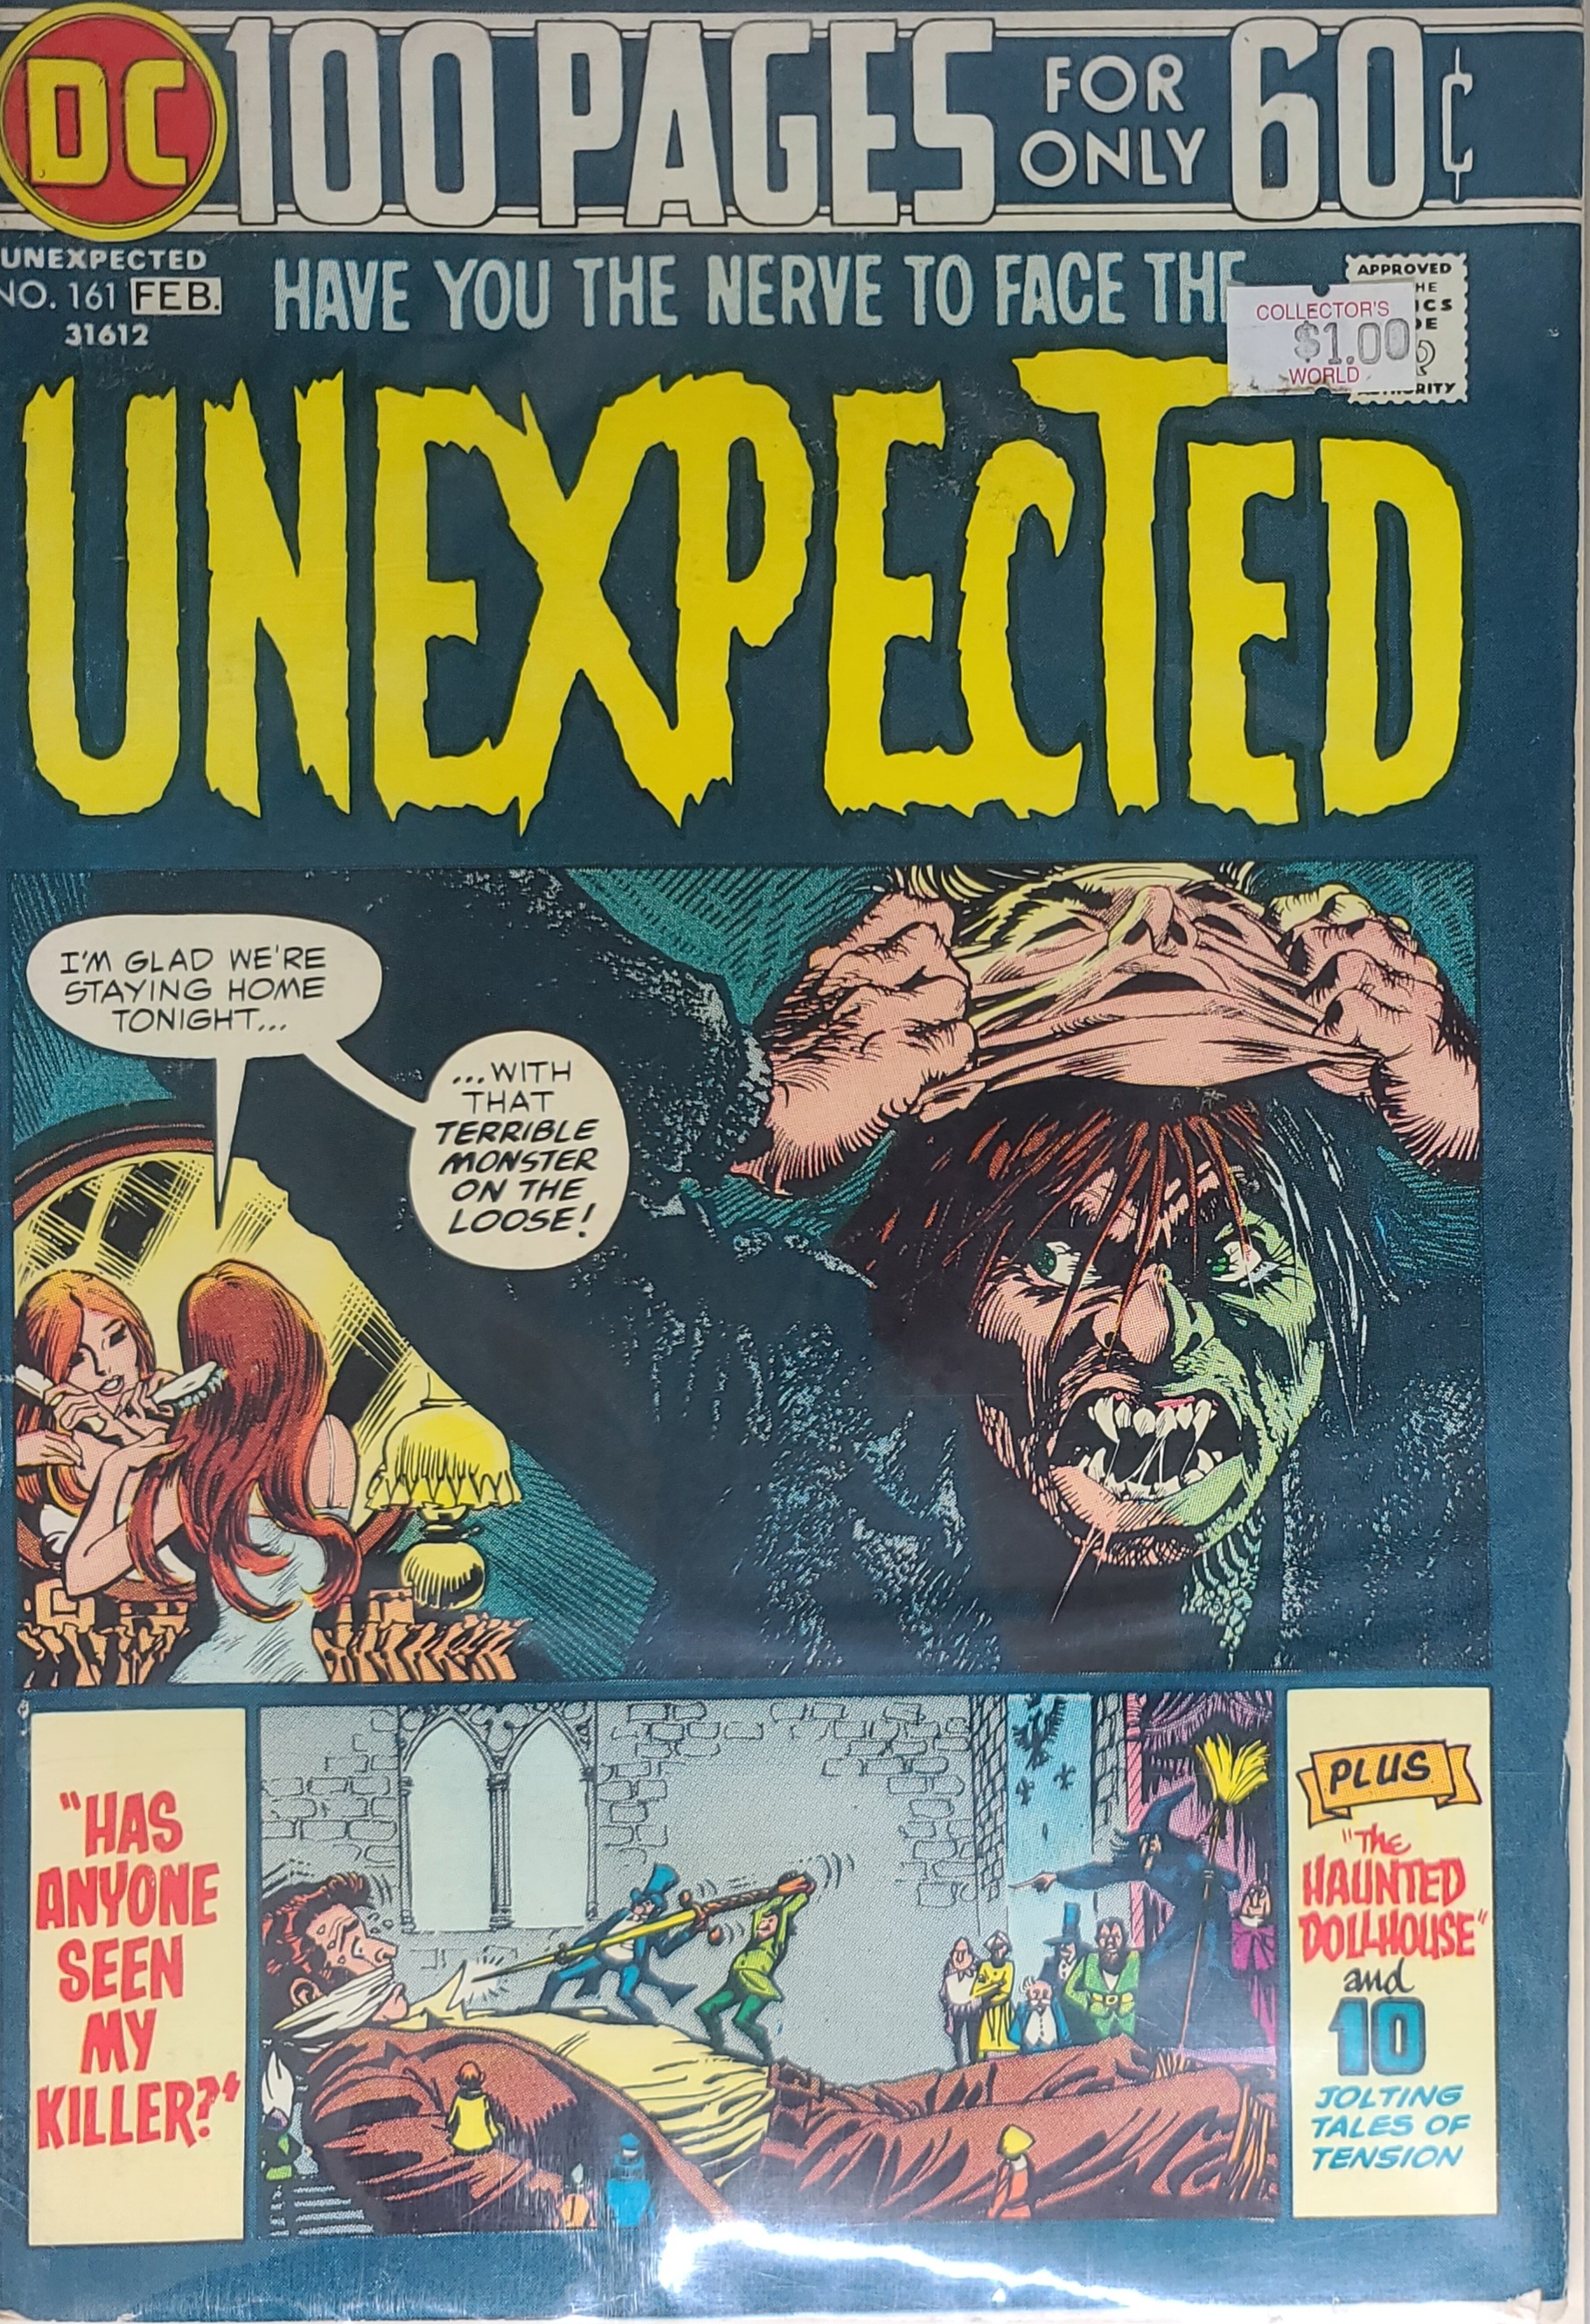 DC
100 PAGES FOR ONLY 60¢
UNEXPECTED
NO. 161 FEB.
31612
HAVE YOU THE NERVE TO FACE THE
APPROVED
COLLECTOR'S
$1.00
WORLD
UNEXPECTED
I'M GLAD WE'RE
STAYING HOME
TONIGHT...
...WITH
THAT
TERRIBLE
MONSTER
ON THE
LOOSE!
"HAS
ANYONE
SEEN
MY
KILLER?"
PLUS
"The
HAUNTED
DOLLHOUSE"
and
10
JOLTING
TALES OF
TENSION